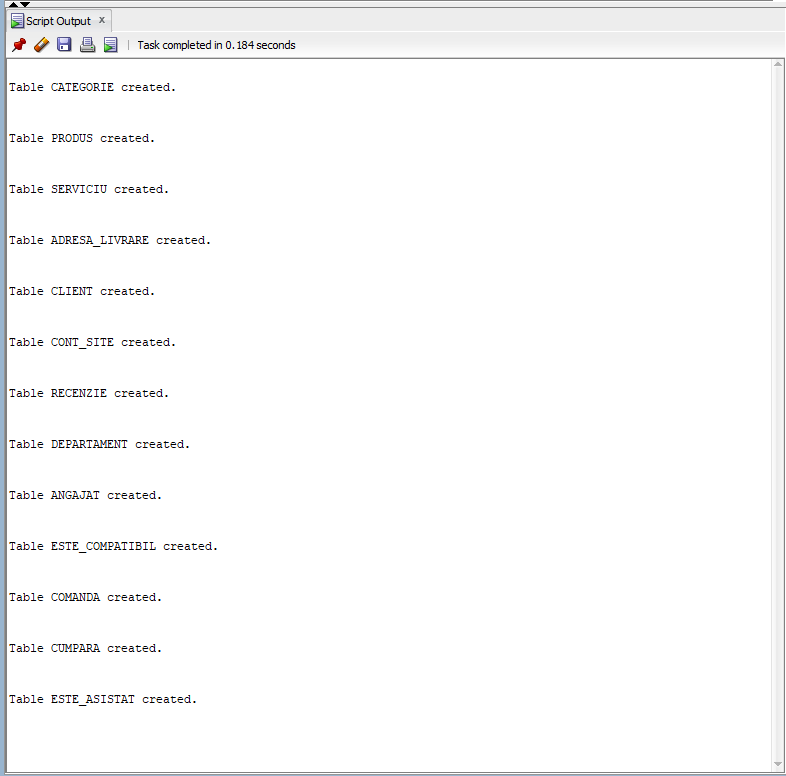 Script Output x
Task completed in 0.184 seconds
Table CATEGORIE created.
Table PRODUS created.
Table SERVICIU created.
Table ADRESA_LIVRARE created.
Table CLIENT created.
Table CONT_SITE created.
Table RECENZIE created.
Table DEPARTAMENT created.
Table ANGAJAT created.
Table ESTE_COMPATIBIL created.
Table COMANDA created.
Table CUMPARA created.
Table ESTE_ASISTAT created.